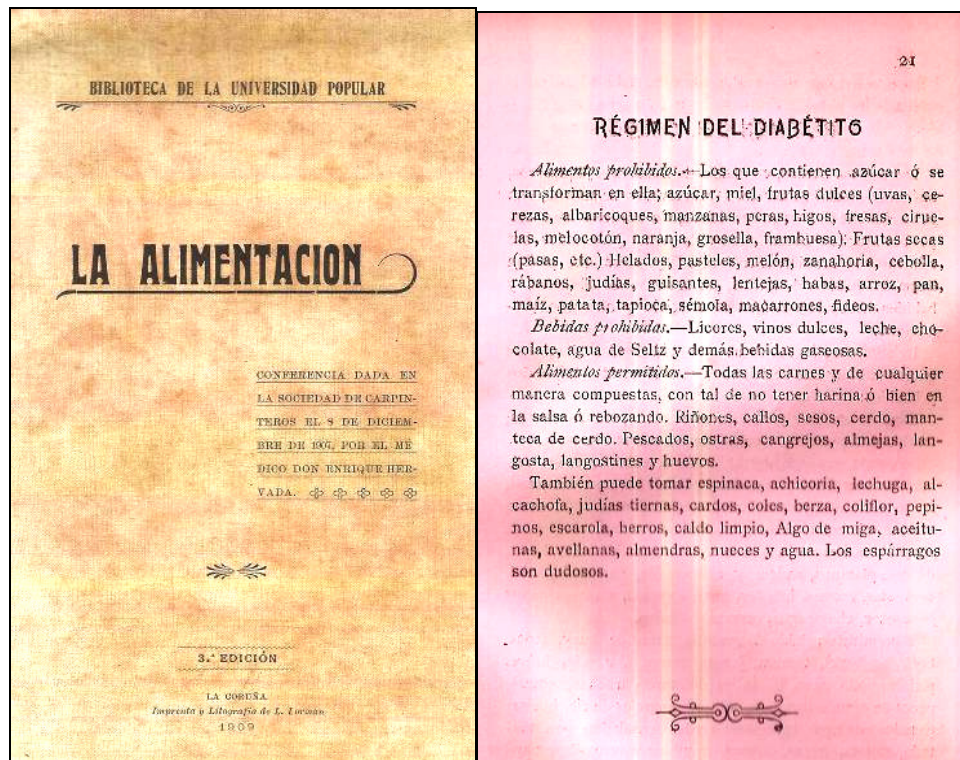 BIBLIOTECA DE LA UNIVERSIDAD POPULAR
LA ALIMENTACION
CONFERENCIA DADA EN
LA SOCIEDAD DE CARPIN-
TEROS EL 8 DE DICIEM-
BRE DE 1907, POR EL MÉ
DICO DON ENRIQUE HER-
VADA.
3.ª EDICIÓN
LA CORUÑA
Imprenta y Litografía de L.
1909
21
RÉGIMEN DEL DIABÉTITO
Alimentos prohibidos.—Los que contienen azúcar ó se
transforman en ella; azúcar, miel, frutas dulces (uvas, ce-
rezas, albaricoques, manzanas, peras, higos, fresas, cirue-
las, melocotón, naranja, grosella, frambuesa). Frutas secas
(pasas, etc.) Helados, pasteles, melón, zanahoria, cebolla,
rábanos, judías, guisantes, lentejas, habas, arroz, pan,
maíz, patata, tapioca, sémola, macarrones, fideos.
Bebidas prohibidas.—Licores, vinos dulces, leche, cho-
colate, agua de Seltz y demás bebidas gaseosas.
Alimentos permitidos.—Todas las carnes y de cualquier
manera compuestas, con tal de no tener harina ó bien en
la salsa ó rebozando. Riñones, callos, sesos, cerdo, man-
teca de cerdo. Pescados, ostras, cangrejos, almejas, lan-
gosta, langostines y huevos.
También puede tomar espinaca, achicoria, lechuga, al-
cachofa, judías tiernas, cardos, coles, berza, coliflor, pepi-
nos, escarola, berros, caldo limpio, Algo de miga, aceitu-
nas, avellanas, almendras, nueces y agua. Los espárragos
son dudosos.